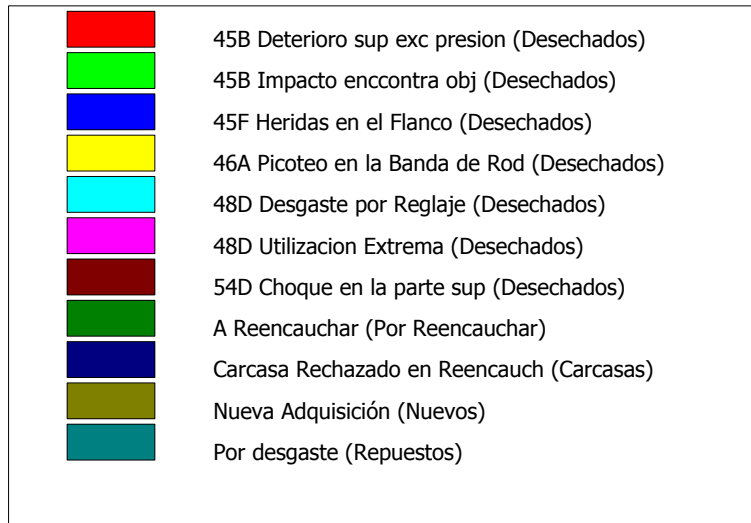 45B Deterioro sup exc presion (Desechados)
45B Impacto enccontra obj (Desechados)
45F Heridas en el Flanco (Desechados)
46A Picoteo en la Banda de Rod (Desechados)
48D Desgaste por Reglaje (Desechados)
48D Utilizacion Extrema (Desechados)
54D Choque en la parte sup (Desechados)
A Reencauchar (Por Reencauchar)
Carcasa Rechazado en Reencauch (Carcasas)
Nueva Adquisición (Nuevos)
Por desgaste (Repuestos)